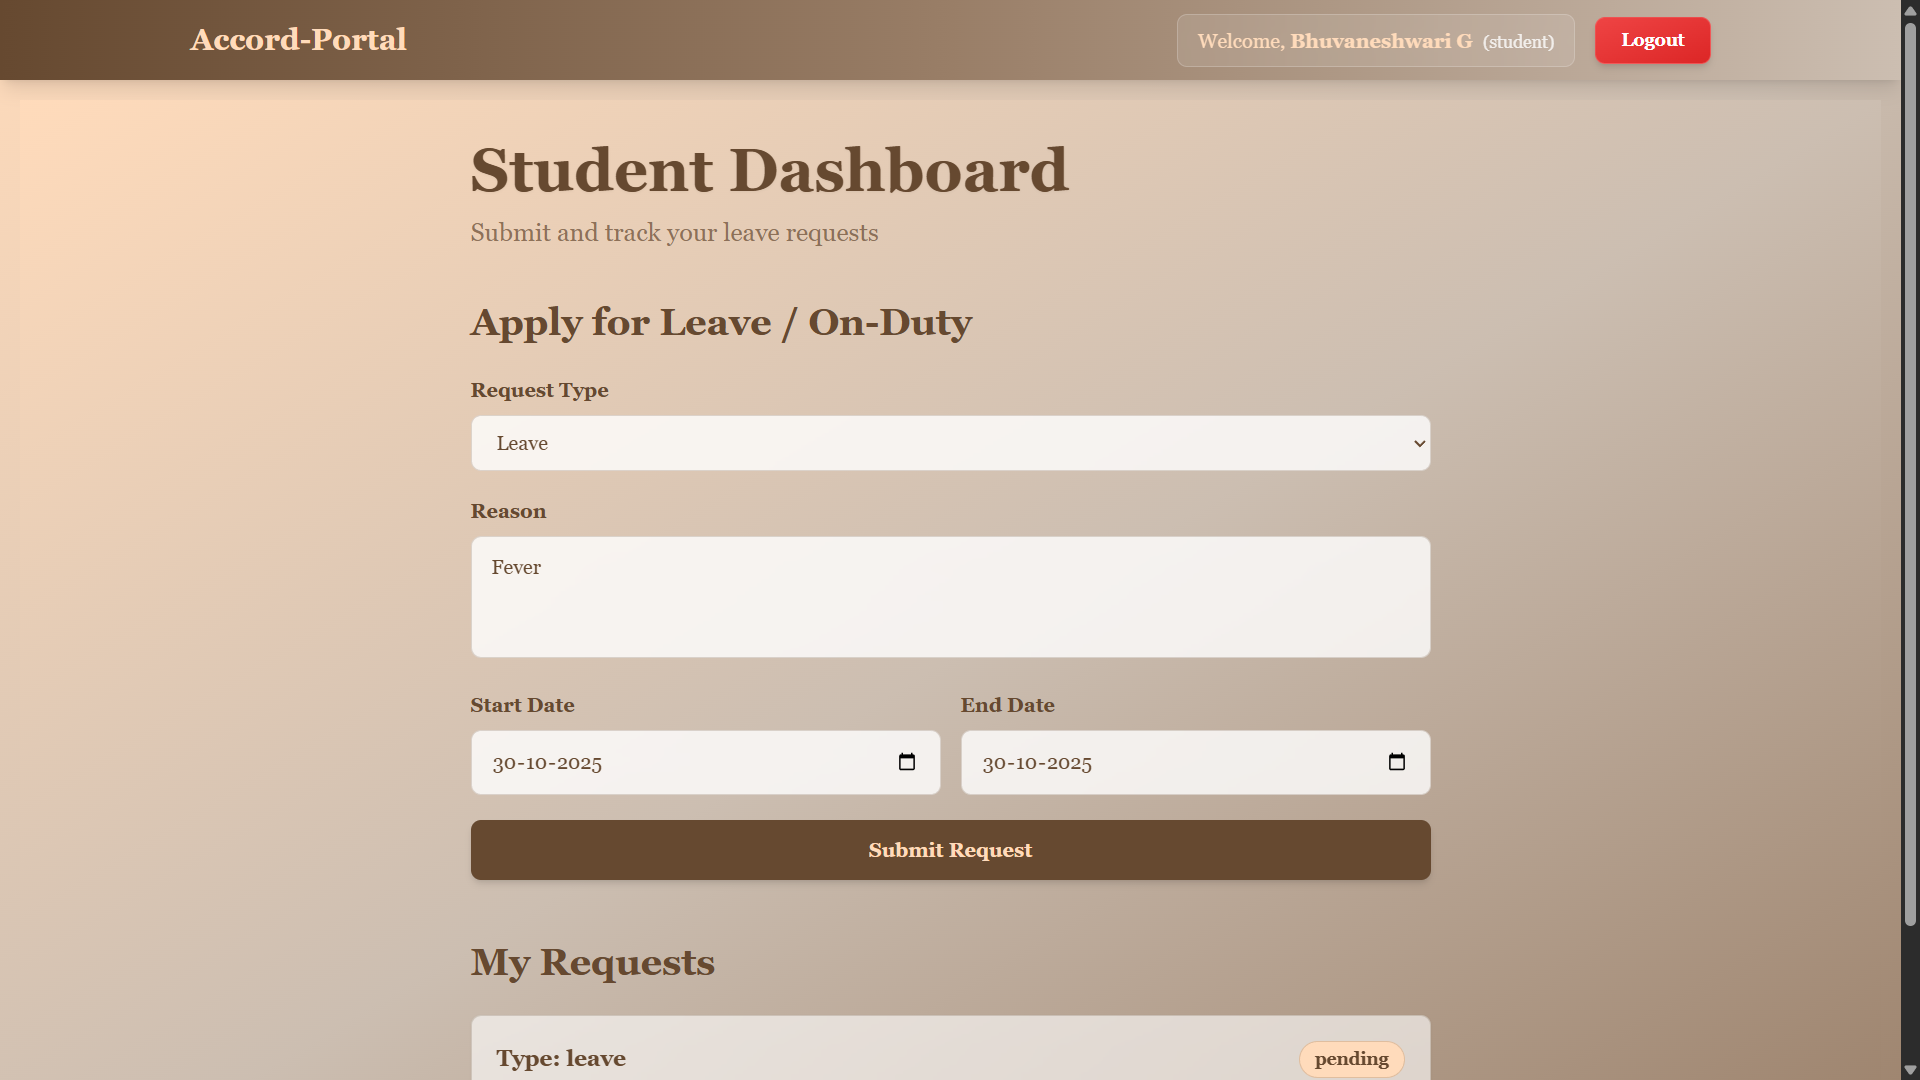 Accord-Portal
Welcome, Bhuvaneshwari G (student)
Logout
Student Dashboard
Submit and track your leave requests
Apply for Leave / On-Duty
Request Type
Leave
Reason
Fever
Start Date
End Date
30-10-2025
30-10-2025
Submit Request
My Requests
Type: leave
pending